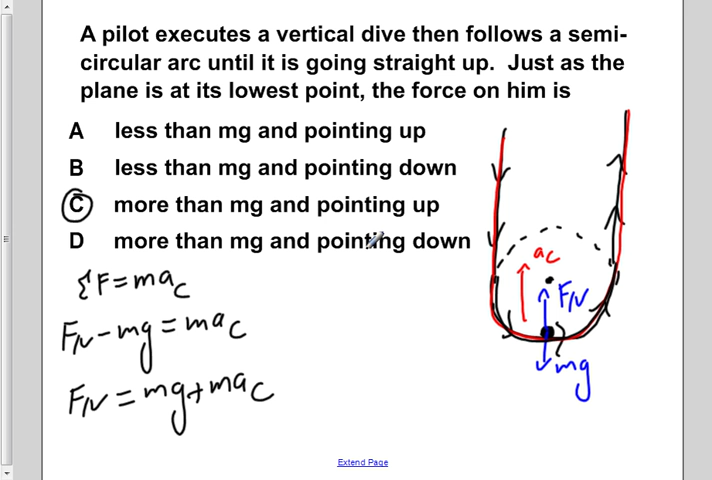 A pilot executes a vertical dive then follows a semi-
circular arc until it is going straight up.  Just as the
plane is at its lowest point, the force on him is
A less than mg and pointing up
B less than mg and pointing down
C more than mg and pointing up
D more than mg and pointing down
ΣF=mac
FN-mg=mac
FN=mg+mac
ac
FN
mg
Extend Page